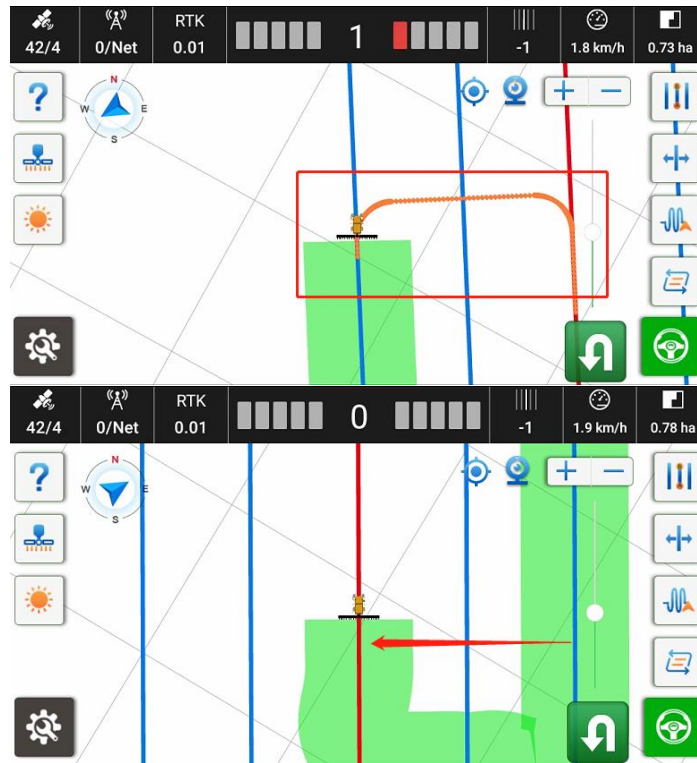 RTK
42/4 0/Net 0.01 1 -1 1.8 km/h 0.73 ha
? N W E S + −
RTK
42/4 0/Net 0.01 0 -1 1.9 km/h 0.78 ha
? N W E S + −